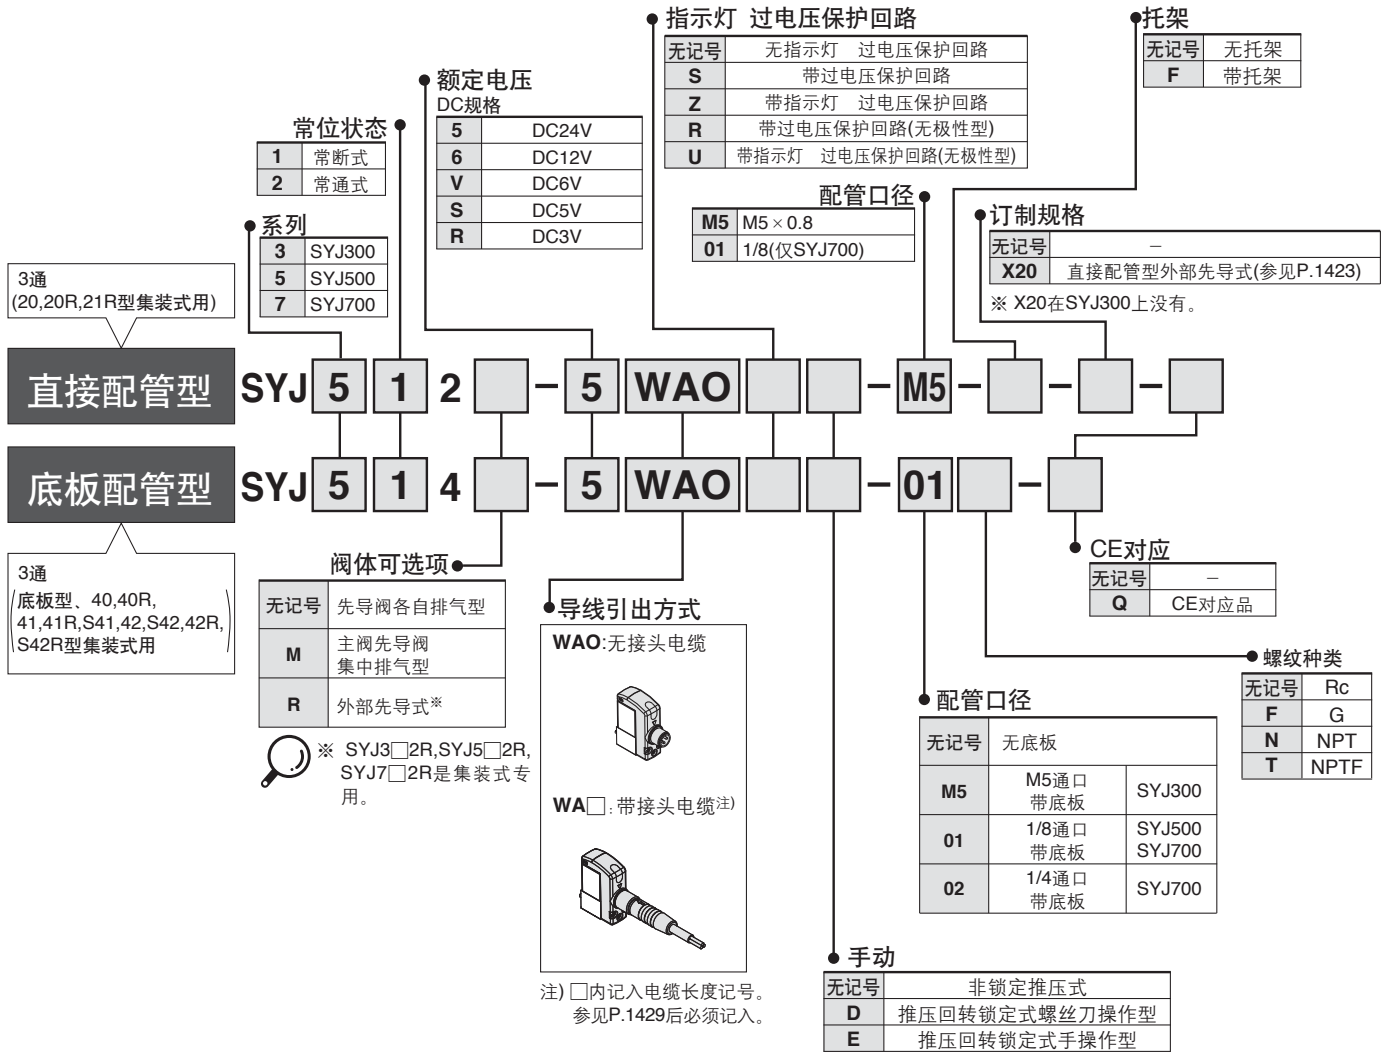 指示灯 过电压保护回路
无记号 无指示灯 过电压保护回路
S 带过电压保护回路
Z 带指示灯 过电压保护回路
R 带过电压保护回路(无极性型)
U 带指示灯 过电压保护回路(无极性型)
托架
无记号 无托架
F 带托架
额定电压
DC规格
5 DC24V
6 DC12V
V DC6V
S DC5V
R DC3V
常位状态
1 常断式
2 常通式
配管口径
M5 M5×0.8
01 1/8(仅SYJ700)
订制规格
无记号 –
X20 直接配管型外部先导式(参见P.1423)
※ X20在SYJ300上没有。
系列
3 SYJ300
5 SYJ500
7 SYJ700
3通
(20,20R,21R型集装式用)
直接配管型 SYJ 5 1 2 □ – 5 WAO □ □ – M5 – □ – □ – □
底板配管型 SYJ 5 1 4 □ – 5 WAO □ □ – 01 □ – □
3通
(底板型、40,40R,
41,41R,S41,42,S42,42R,
S42R型集装式用)
阀体可选项
无记号 先导阀各自排气型
M 主阀先导阀
集中排气型
R 外部先导式※
※ SYJ3□2R,SYJ5□2R,
SYJ7□2R是集装式专
用。
导线引出方式
WAO:无接头电缆
WA□:带接头电缆注)
注) □内记入电缆长度记号。
参见P.1429后必须记入。
CE对应
无记号 –
Q CE对应品
螺纹种类
无记号 Rc
F G
N NPT
T NPTF
配管口径
无记号 无底板
M5 M5通口
带底板 SYJ300
01 1/8通口
带底板 SYJ500
SYJ700
02 1/4通口
带底板 SYJ700
手动
无记号 非锁定推压式
D 推压回转锁定式螺丝刀操作型
E 推压回转锁定式手操作型